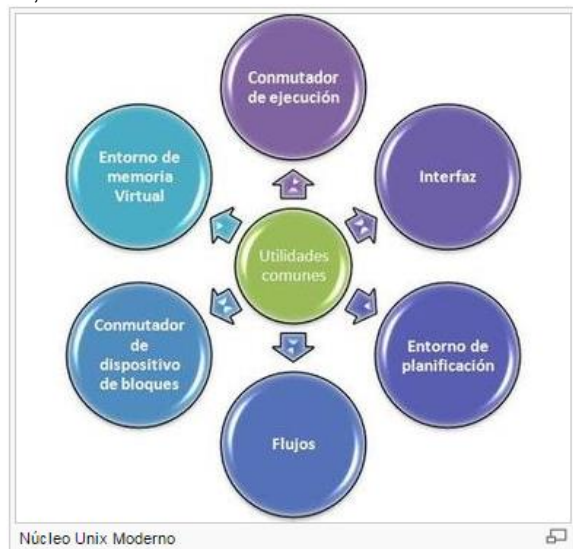 Conmutador
de ejecución
Interfaz
Entorno de
planificación
Flujos
Conmutador
de
dispositivo
de bloques
Entorno de
memoria
Virtual
Utilidades
comunes
Núcleo Unix Moderno